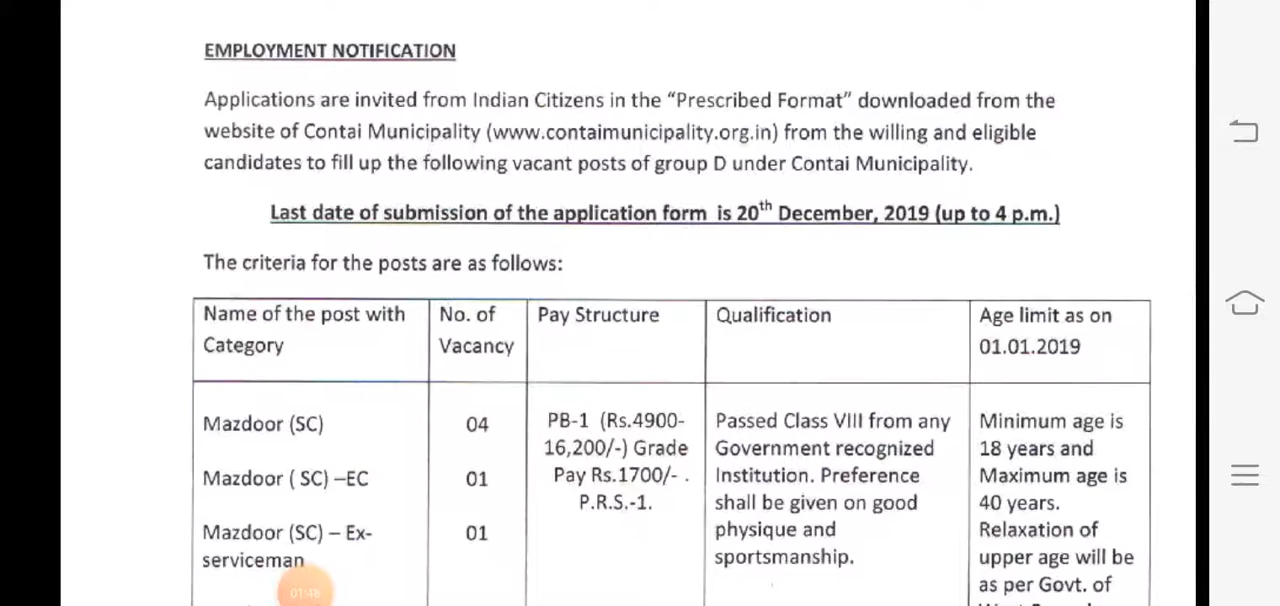 EMPLOYMENT NOTIFICATION
Applications are invited from Indian Citizens in the “Prescribed Format” downloaded from the
website of Contai Municipality (www.contaimunicipality.org.in) from the willing and eligible
candidates to fill up the following vacant posts of group D under Contai Municipality.
Last date of submission of the application form is 20th December, 2019 (up to 4 p.m.)
The criteria for the posts are as follows:
Name of the post with
Category
No. of
Vacancy
Pay Structure
Qualification
Age limit as on
01.01.2019
Mazdoor (SC)
04
Mazdoor ( SC) –EC
01
Mazdoor (SC) – Ex-
serviceman
01
PB-1 (Rs.4900-
16,200/-) Grade
Pay Rs.1700/- .
P.R.S.-1.
Passed Class VIII from any
Government recognized
Institution. Preference
shall be given on good
physique and
sportsmanship.
Minimum age is
18 years and
Maximum age is
40 years.
Relaxation of
upper age will be
as per Govt. of
01:48